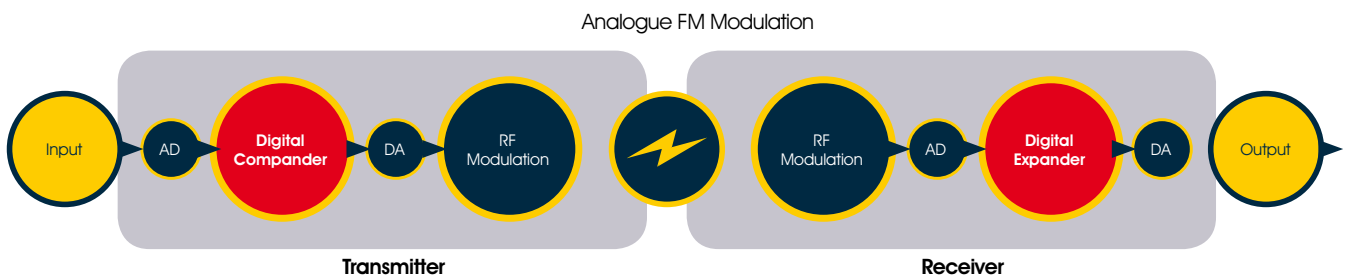 Analogue FM Modulation
Input
AD
Digital
Compander
DA
RF
Modulation
RF
Modulation
AD
Digital
Expander
DA
Output
Transmitter
Receiver